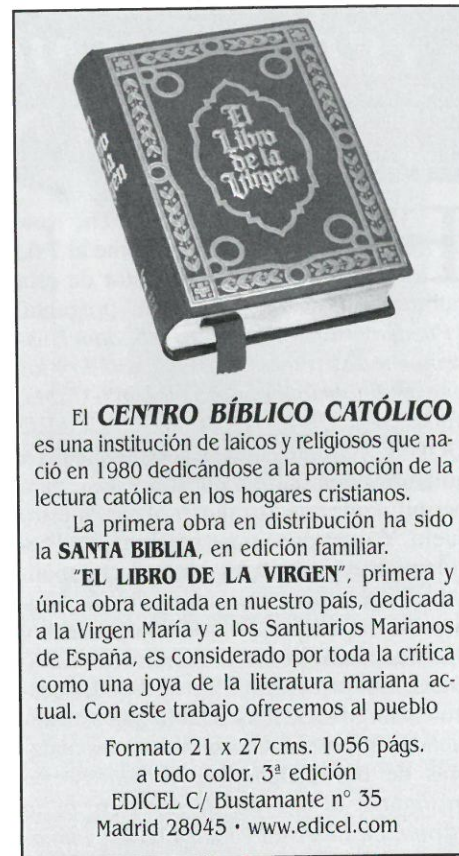 El
Libro
de la
Virgen
El CENTRO BÍBLICO CATÓLICO
es una institución de laicos y religiosos que na-
ció en 1980 dedicándose a la promoción de la
lectura católica en los hogares cristianos.
La primera obra en distribución ha sido
la SANTA BIBLIA, en edición familiar.
"EL LIBRO DE LA VIRGEN", primera y
única obra editada en nuestro país, dedicada
a la Virgen María y a los Santuarios Marianos
de España, es considerado por toda la crítica
como una joya de la literatura mariana ac-
tual. Con este trabajo ofrecemos al pueblo
Formato 21 x 27 cms. 1056 págs.
a todo color. 3ª edición
EDICEL C/ Bustamante n° 35
Madrid 28045 · www.edicel.com